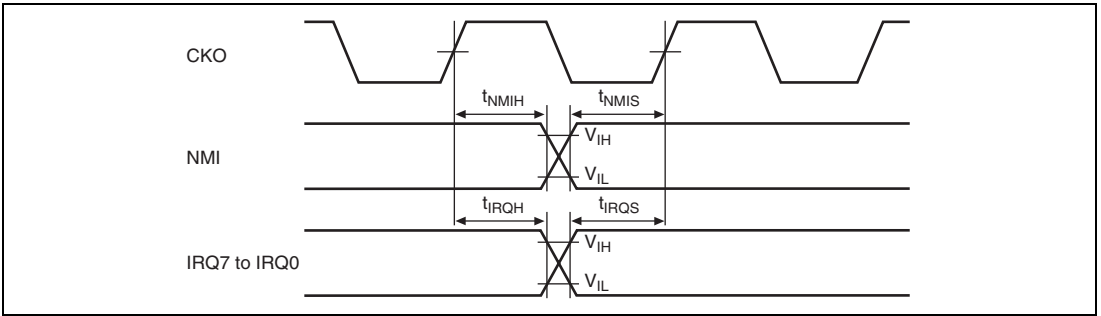 CKO
tNMIH tNMIS
VIH
NMI
VIL
tIRQH tIRQS
VIH
IRQ7 to IRQ0
VIL